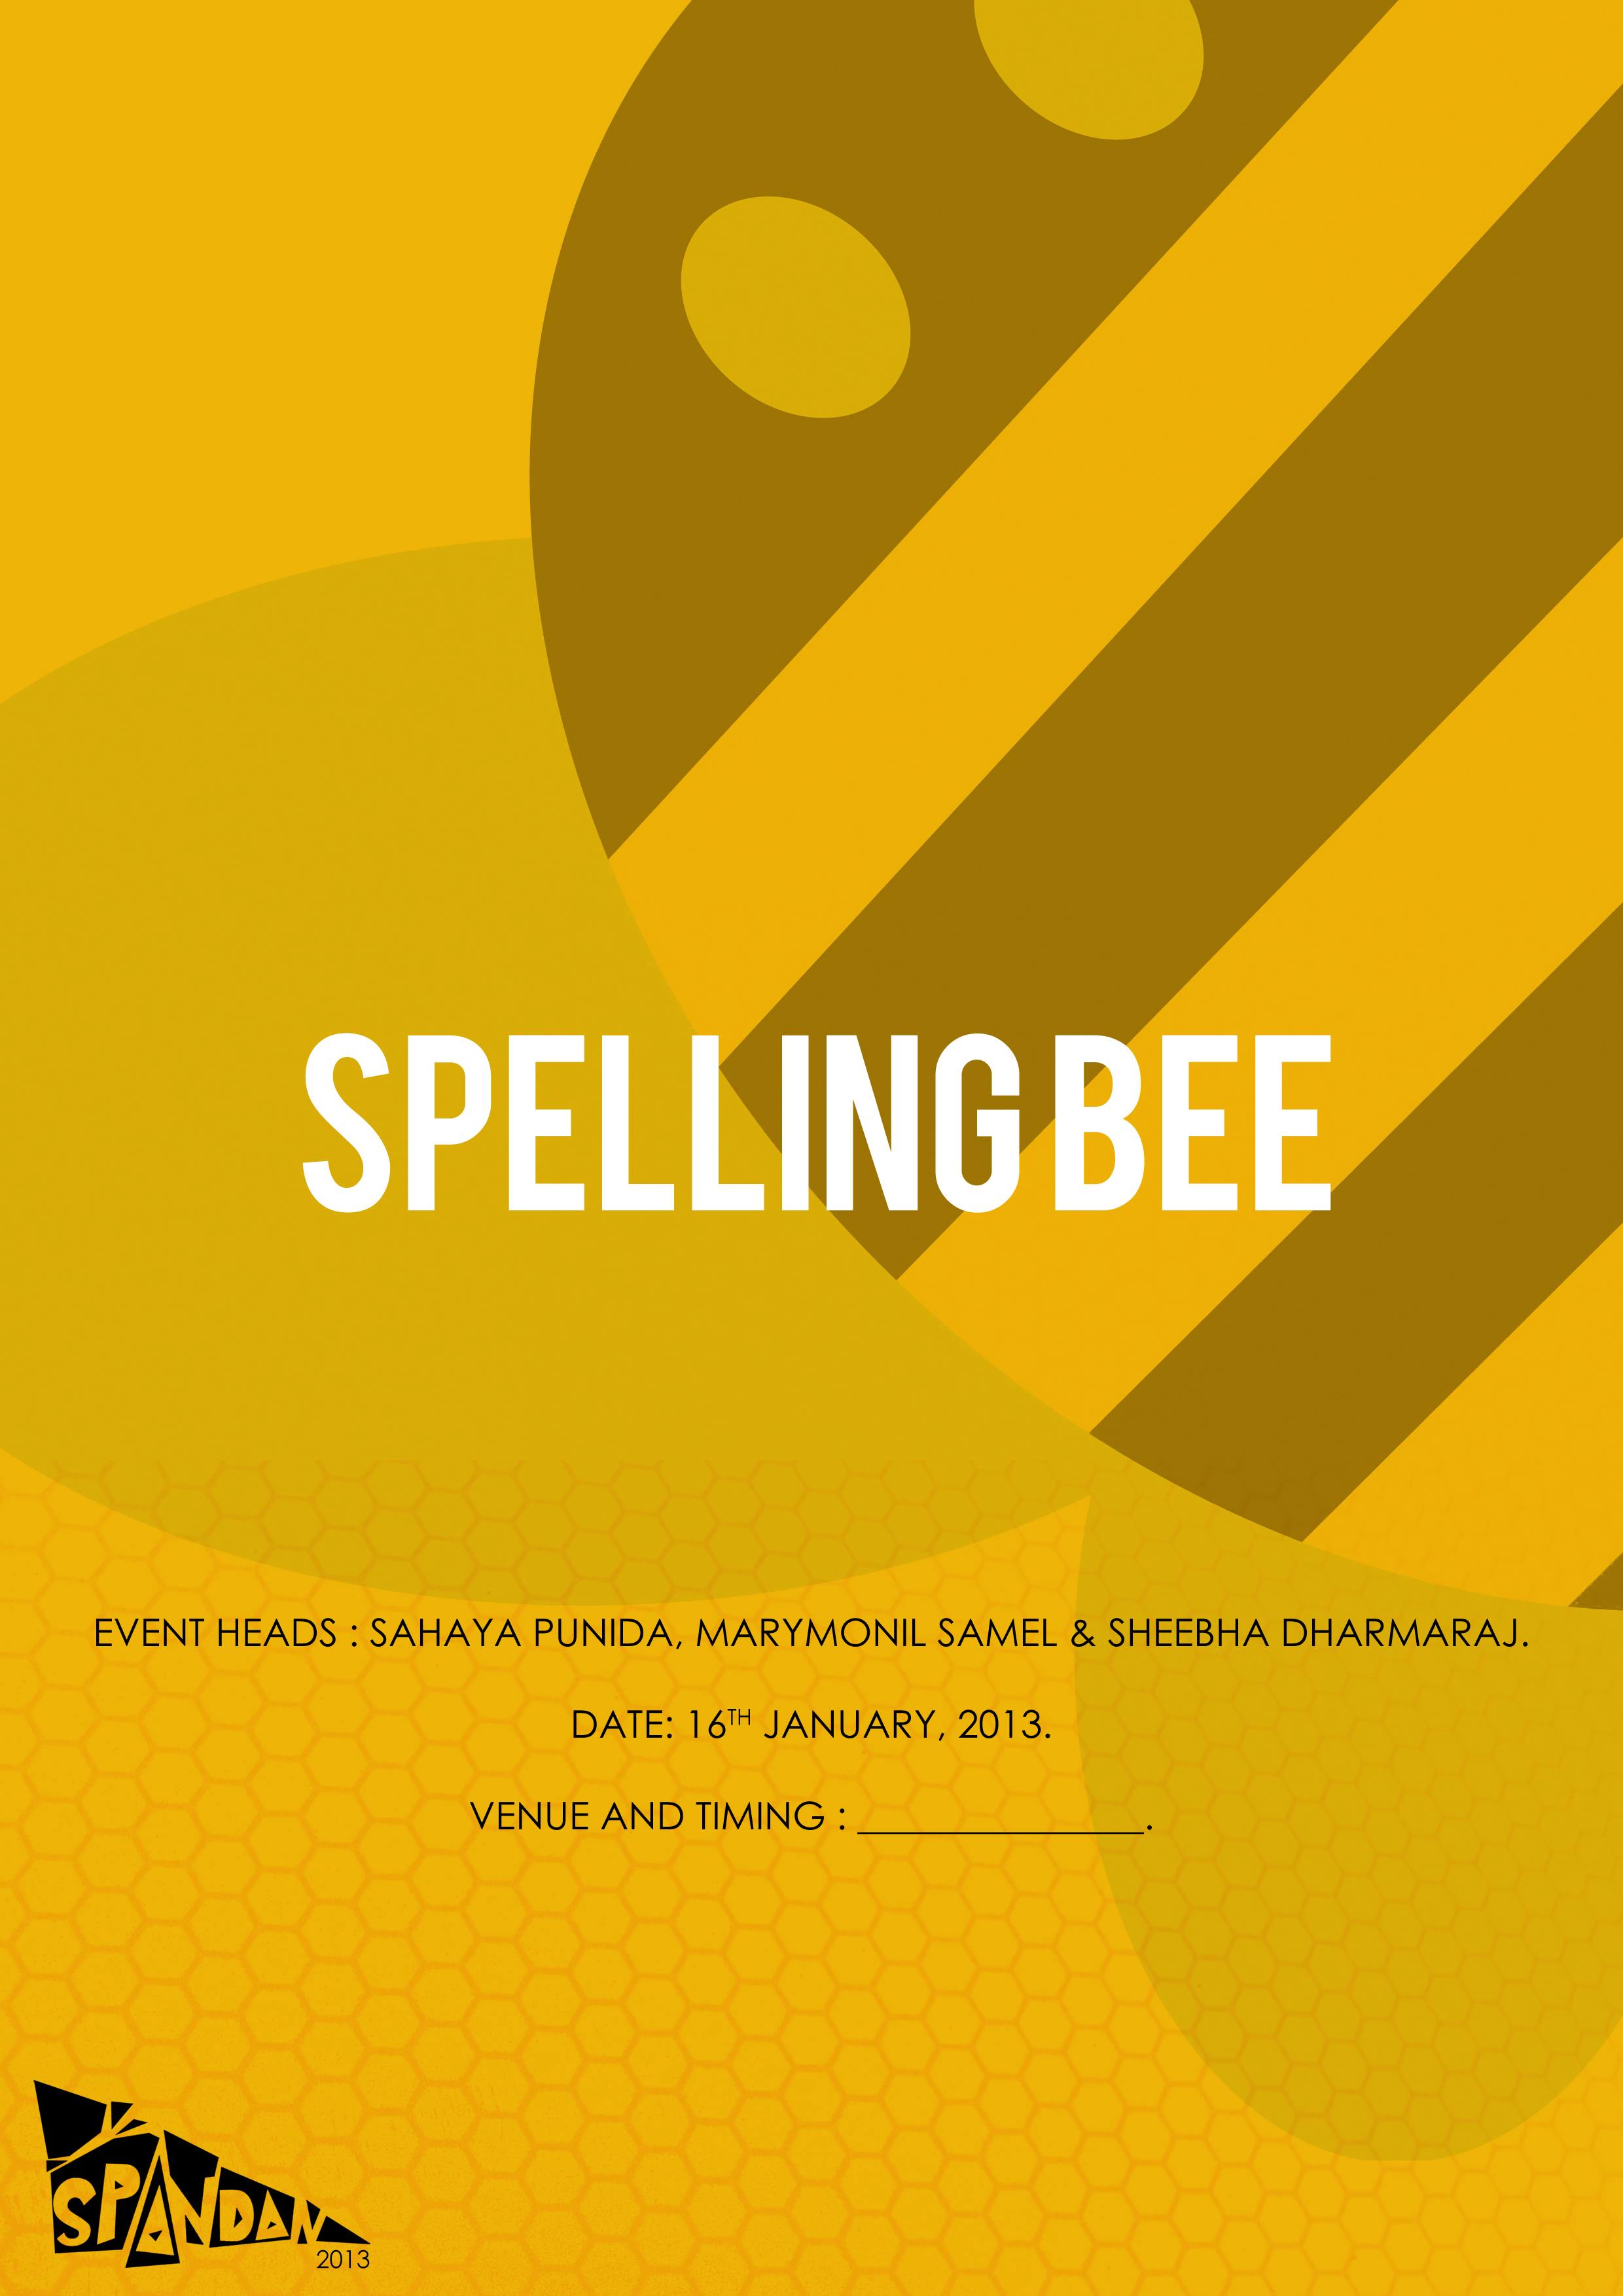 SPELLING BEE
EVENT HEADS : SAHAYA PUNIDA, MARYMONIL SAMEL & SHEEBHA DHARMARAJ.
DATE: 16TH JANUARY, 2013.
VENUE AND TIMING : _______________.
SPANDAN
2013